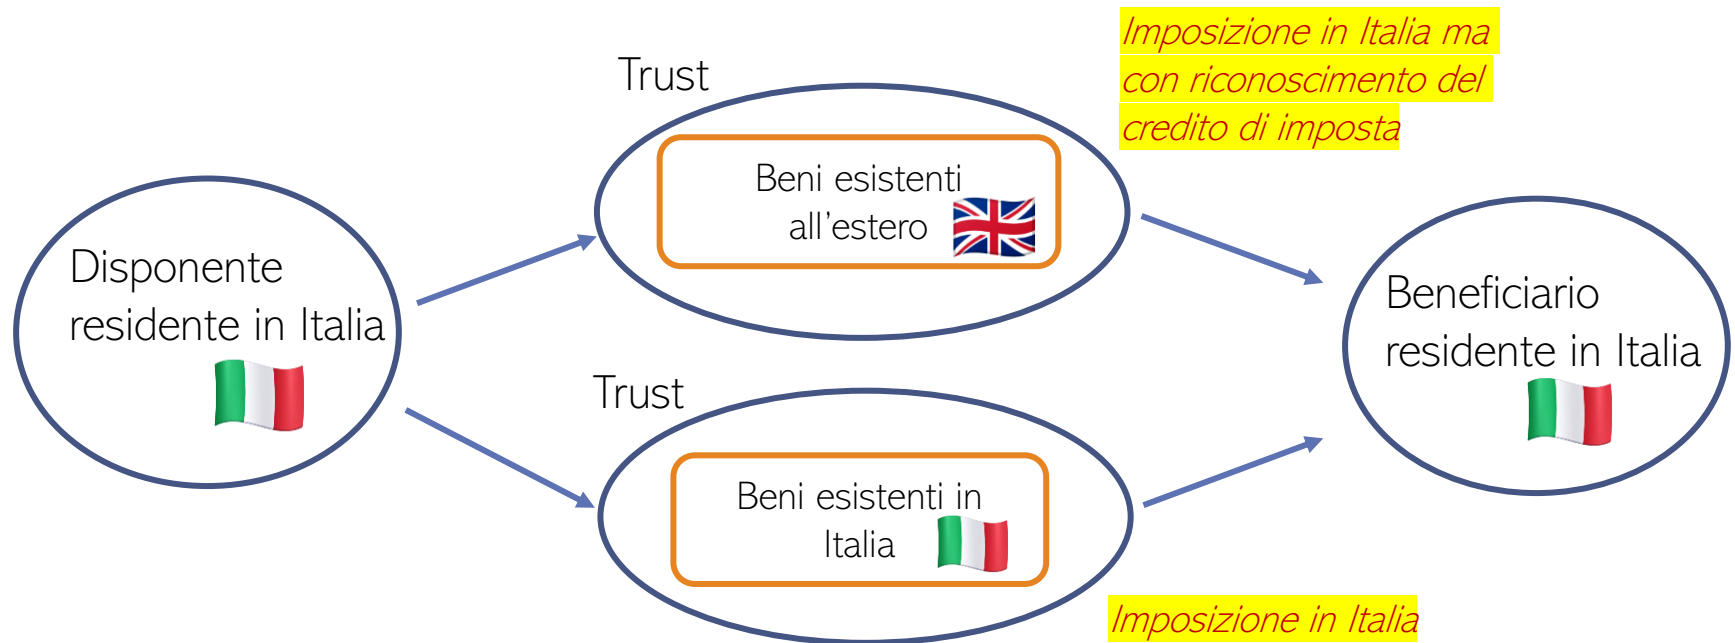 Imposizione in Italia ma
con riconoscimento del
credito di imposta
Trust
Beni esistenti
all’estero
Disponente
residente in Italia
Beneficiario
residente in Italia
Trust
Beni esistenti in
Italia
Imposizione in Italia